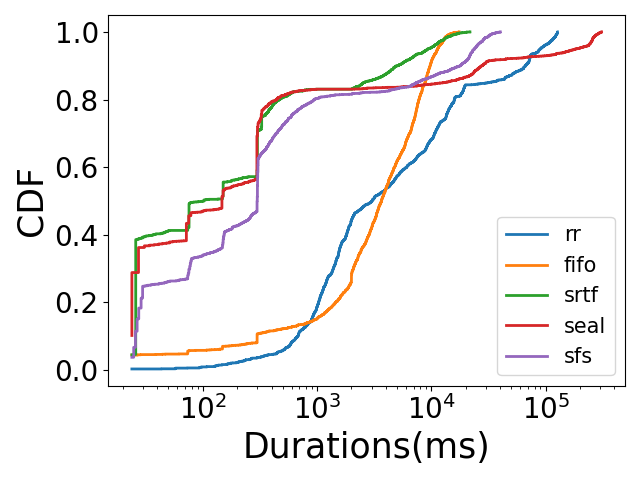 CDF
1.0
0.8
0.6
0.4
0.2
0.0
rr
fifo
srtf
seal
sfs
10² 10³ 10⁴ 10⁵
Durations(ms)